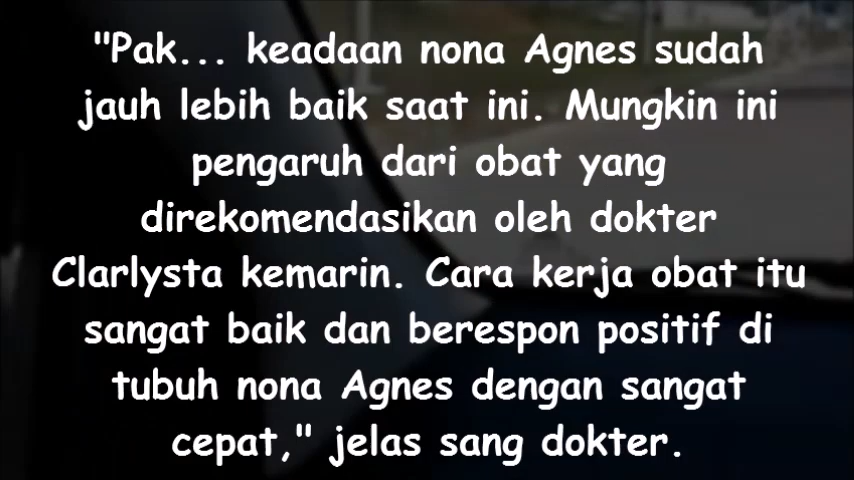 "Pak... keadaan nona Agnes sudah
jauh lebih baik saat ini. Mungkin ini
pengaruh dari obat yang
direkomendasikan oleh dokter
Clarlysta kemarin. Cara kerja obat itu
sangat baik dan berespon positif di
tubuh nona Agnes dengan sangat
cepat," jelas sang dokter.